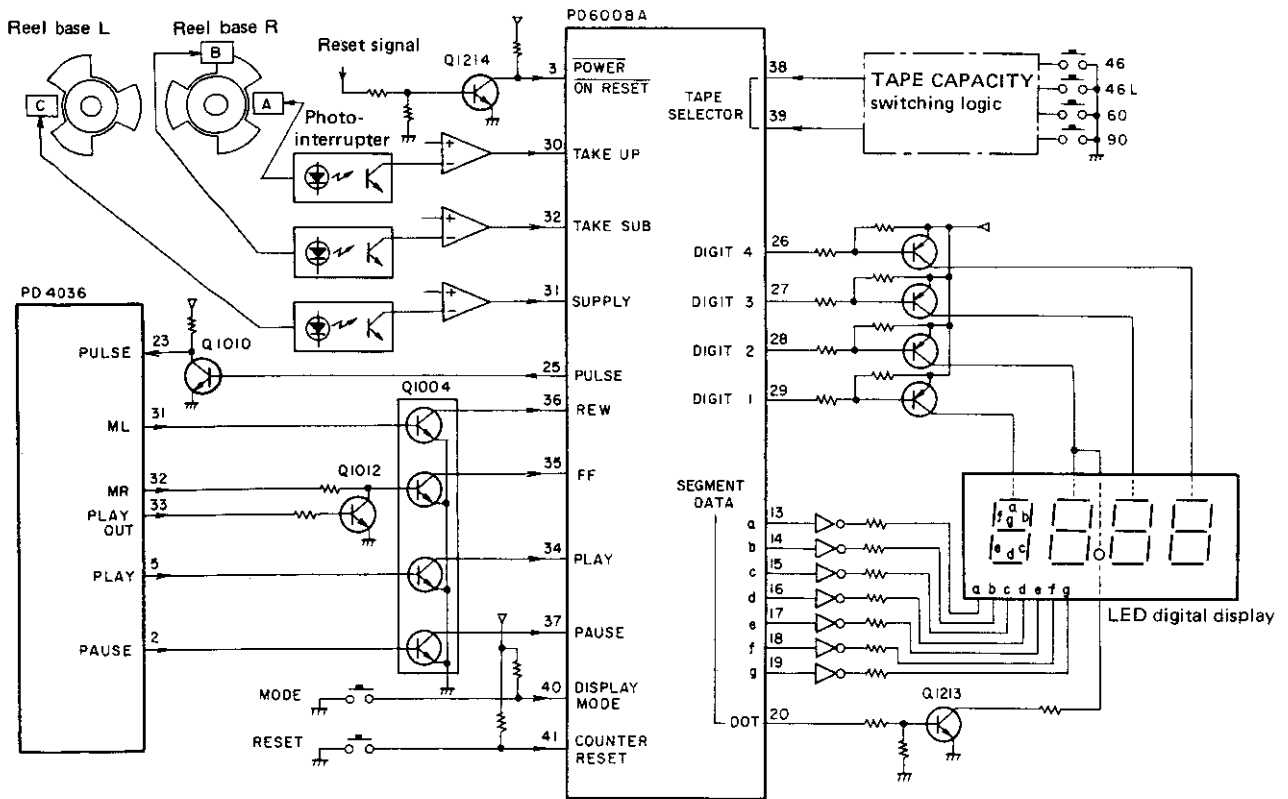 Reel base L
Reel base R
B
C
A
Photo-
interrupter
Reset signal
Q1214
PD6008A
3
POWER
ON RESET
30
TAKE UP
32
TAKE SUB
31
SUPPLY
25
PULSE
36
REW
35
FF
34
PLAY
37
PAUSE
40
DISPLAY
MODE
41
COUNTER
RESET
PD4036
PULSE
23
Q1010
Q1004
ML
31
MR
32
Q1012
PLAY
OUT
33
PLAY
5
PAUSE
2
MODE
RESET
TAPE
SELECTOR
38
39
TAPE CAPACITY
switching logic
46
46L
60
90
DIGIT 4
26
DIGIT 3
27
DIGIT 2
28
DIGIT 1
29
SEGMENT
DATA
a
13
b
14
c
15
d
16
e
17
f
18
g
19
DOT
20
Q1213
a
f g b
e d c
a b c d e f g
LED digital display